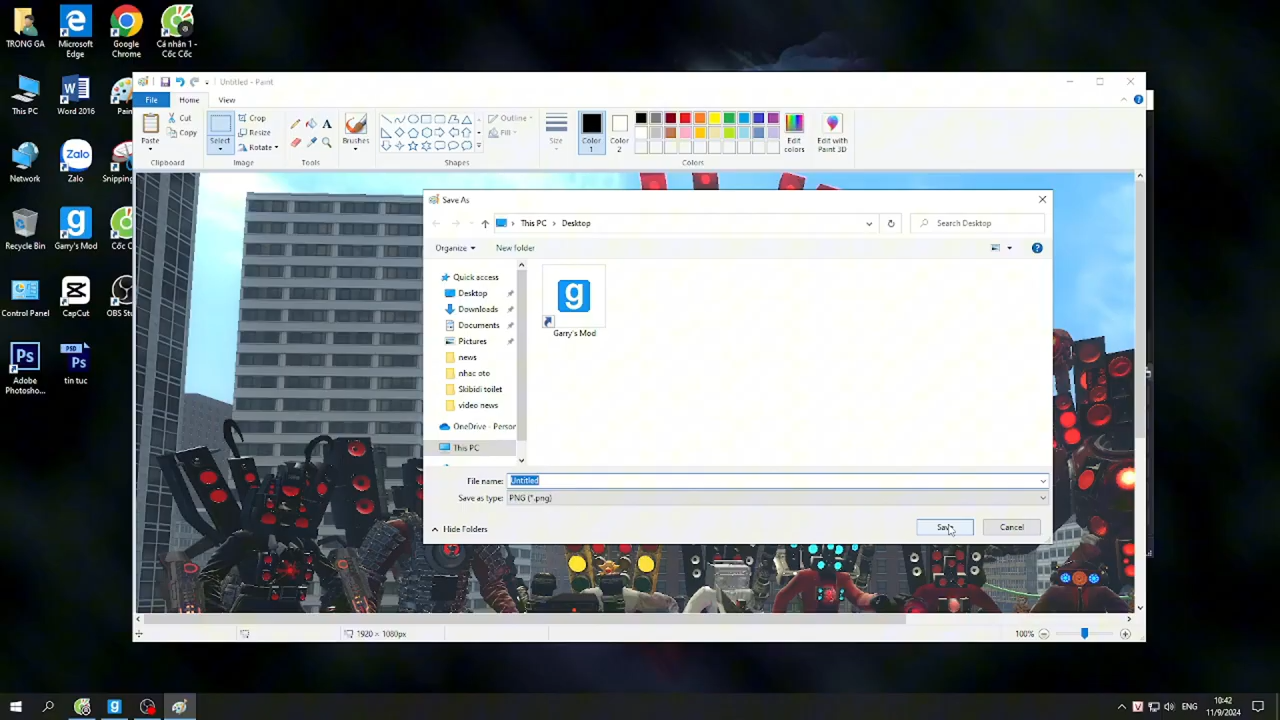 TRONG GA
Microsoft Edge
Google Chrome
Cá nhân 1 - Cốc Cốc
This PC
Word 2016
Network
Zalo
Recycle Bin
Garry's Mod
Control Panel
CapCut
Adobe Photosho...
tin tuc
Untitled - Paint
File
Home
View
Paste
Cut
Copy
Clipboard
Select
Crop
Resize
Rotate
Image
Tools
Brushes
Shapes
Outline
Fill
Size
Color 1
Color 2
Edit colors
Colors
Edit with Paint 3D
Save As
This PC
Desktop
Search Desktop
Organize
New folder
Quick access
Desktop
Downloads
Documents
Pictures
news
nhac oto
Skibidi toilet
video news
OneDrive - Person
This PC
Garry's Mod
File name:
Untitled
Save as type:
PNG (*.png)
Hide Folders
Save
Cancel
1920 × 1080px
100%
ENG
10:42
11/9/2024